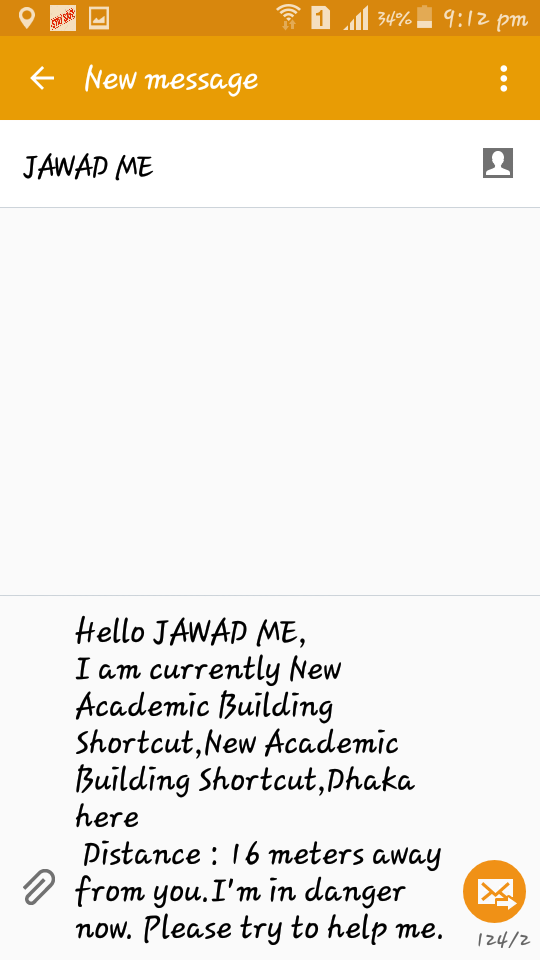 1 34% 9:12 pm
New message
JAWAD ME
Hello JAWAD ME,
I am currently New
Academic Building
Shortcut,New Academic
Building Shortcut,Dhaka
here
Distance : 16 meters away
from you.I'm in danger
now. Please try to help me.
124/2